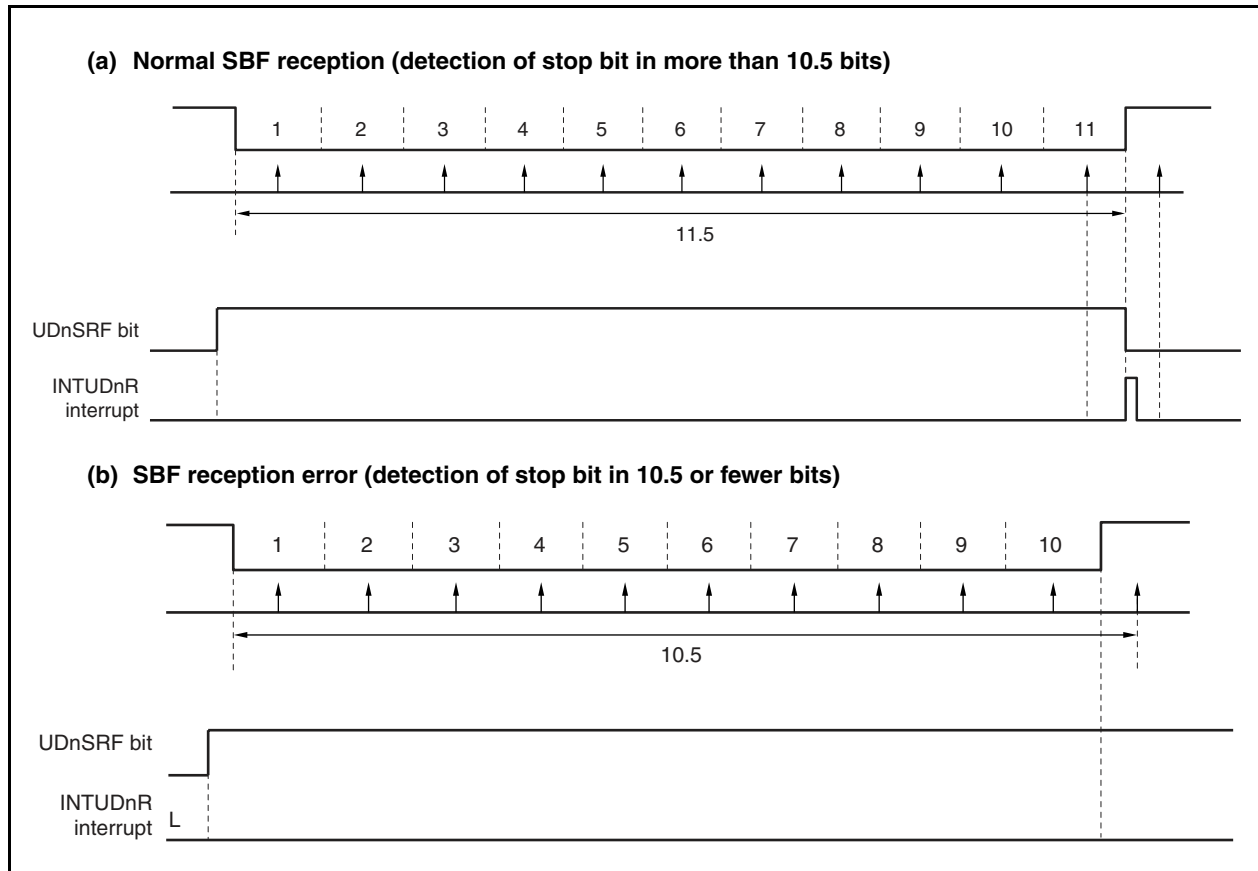 (a) Normal SBF reception (detection of stop bit in more than 10.5 bits)
1 2 3 4 5 6 7 8 9 10 11
11.5
UDnSRF bit
INTUDnR
interrupt
(b) SBF reception error (detection of stop bit in 10.5 or fewer bits)
1 2 3 4 5 6 7 8 9 10
10.5
UDnSRF bit
INTUDnR
interrupt L